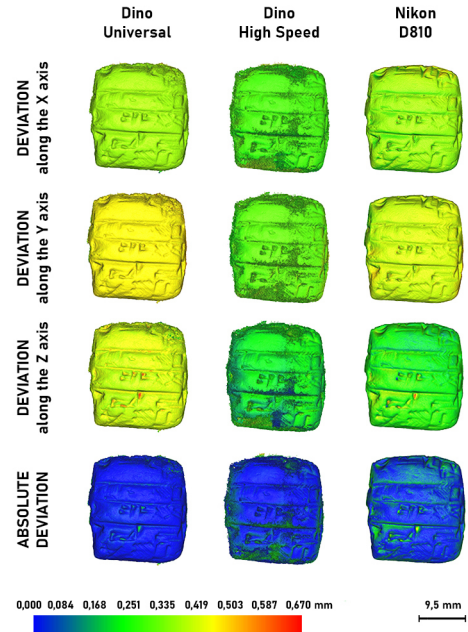 Dino
Universal
Dino
High Speed
Nikon
D810
DEVIATION
along the X axis
DEVIATION
along the Y axis
DEVIATION
along the Z axis
ABSOLUTE
DEVIATION
0,000 0,084 0,168 0,251 0,335 0,419 0,503 0,587 0,670 mm
9,5 mm